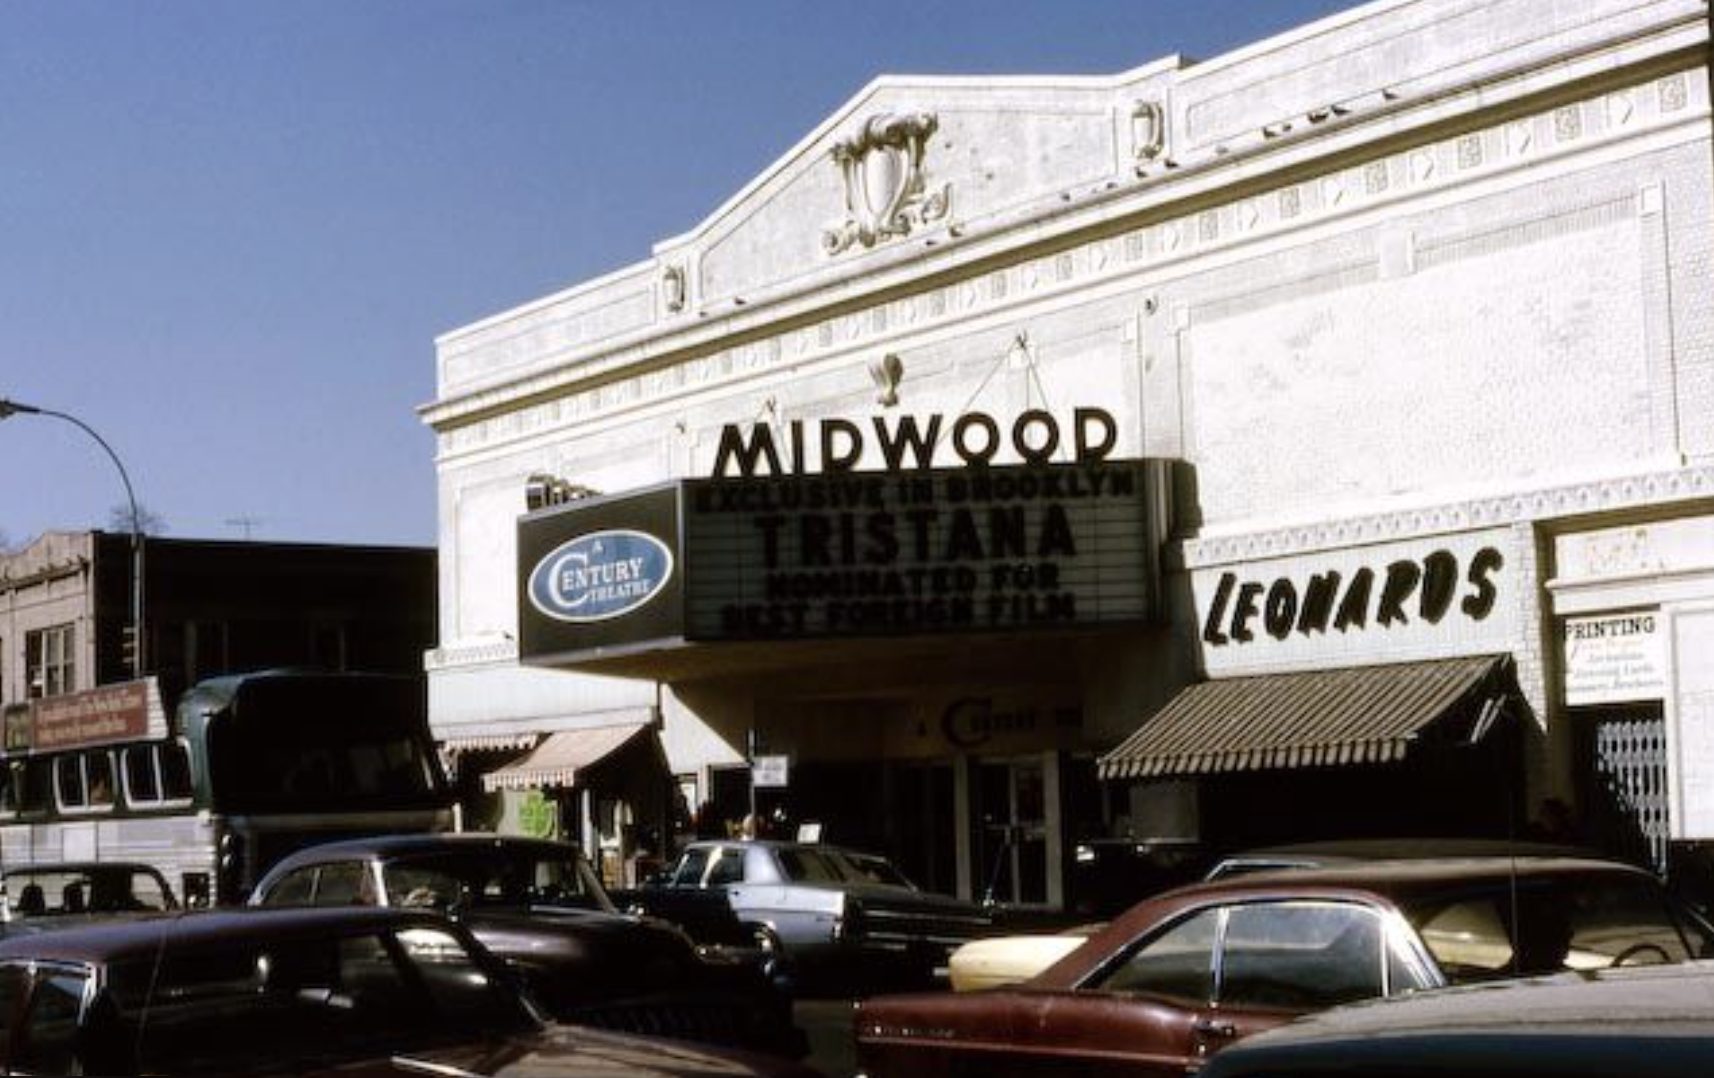 MIDWOOD
EXCLUSIVE IN BROOKLYN
TRISTANA
NOMINATED FOR
BEST FOREIGN FILM
A
CENTURY
THEATRE
LEONARDS
PRINTING